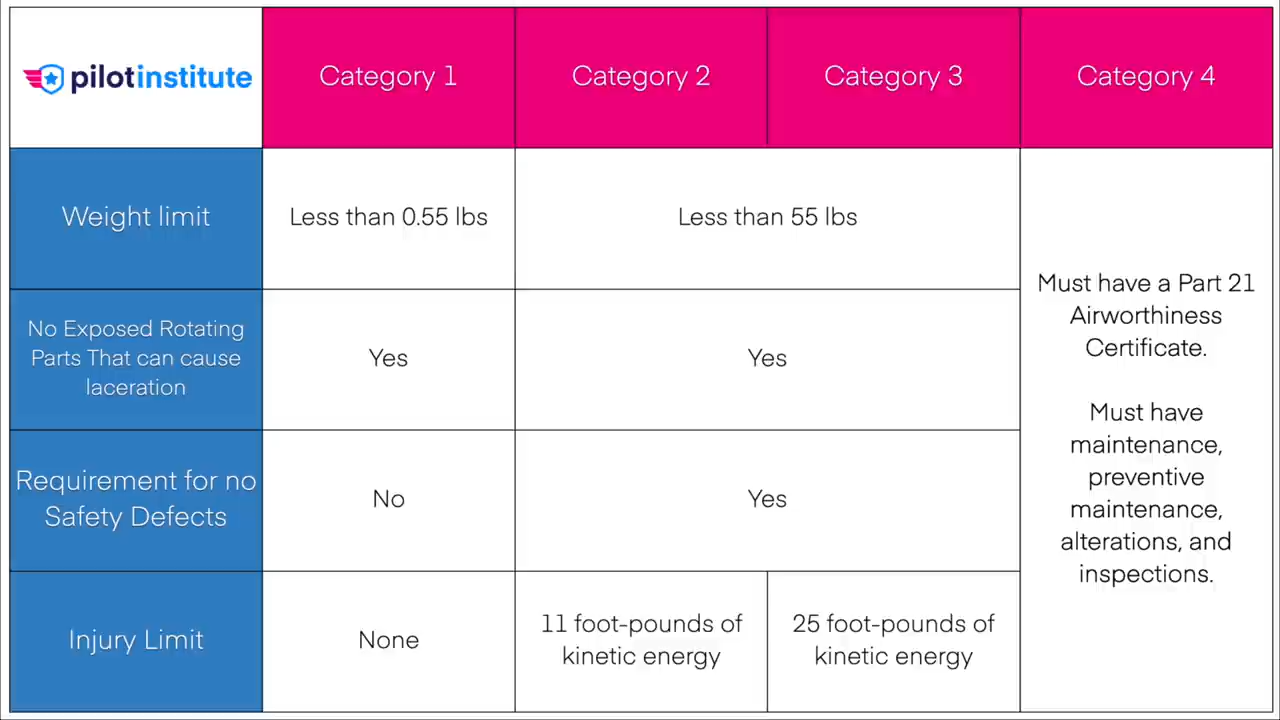 pilotinstitute
Category 1
Category 2
Category 3
Category 4
Weight limit
Less than 0.55 lbs
Less than 55 lbs
No Exposed Rotating
Parts That can cause
laceration
Yes
Yes
Requirement for no
Safety Defects
No
Yes
Injury Limit
None
11 foot-pounds of
kinetic energy
25 foot-pounds of
kinetic energy
Must have a Part 21
Airworthiness
Certificate.
Must have
maintenance,
preventive
maintenance,
alterations, and
inspections.